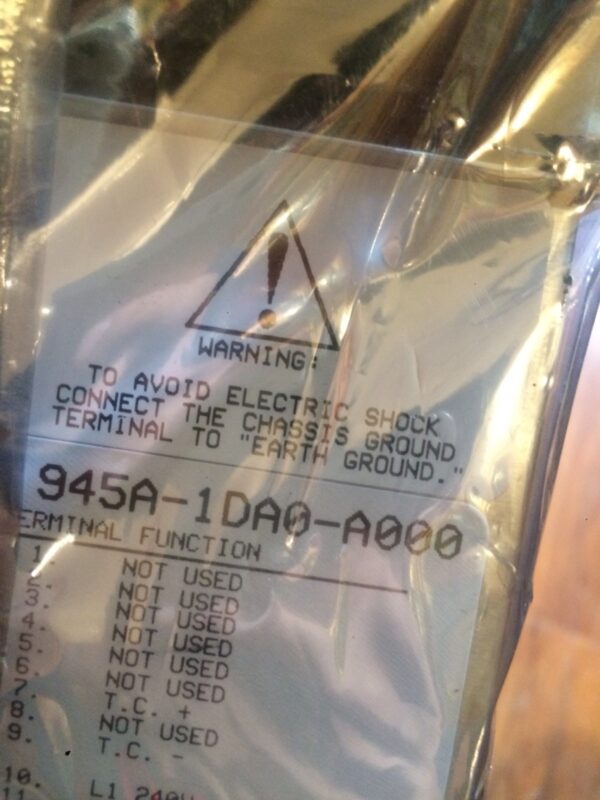 WARNING:
TO AVOID ELECTRIC SHOCK
CONNECT THE CHASSIS GROUND
TERMINAL TO "EARTH GROUND."
945A-1DA0-A000
ERMINAL FUNCTION
1. NOT USED
2. NOT USED
3. NOT USED
4. NOT USED
5. NOT USED
6. NOT USED
7. T.C. +
8. NOT USED
9. T.C. -
10. L1 240V
11